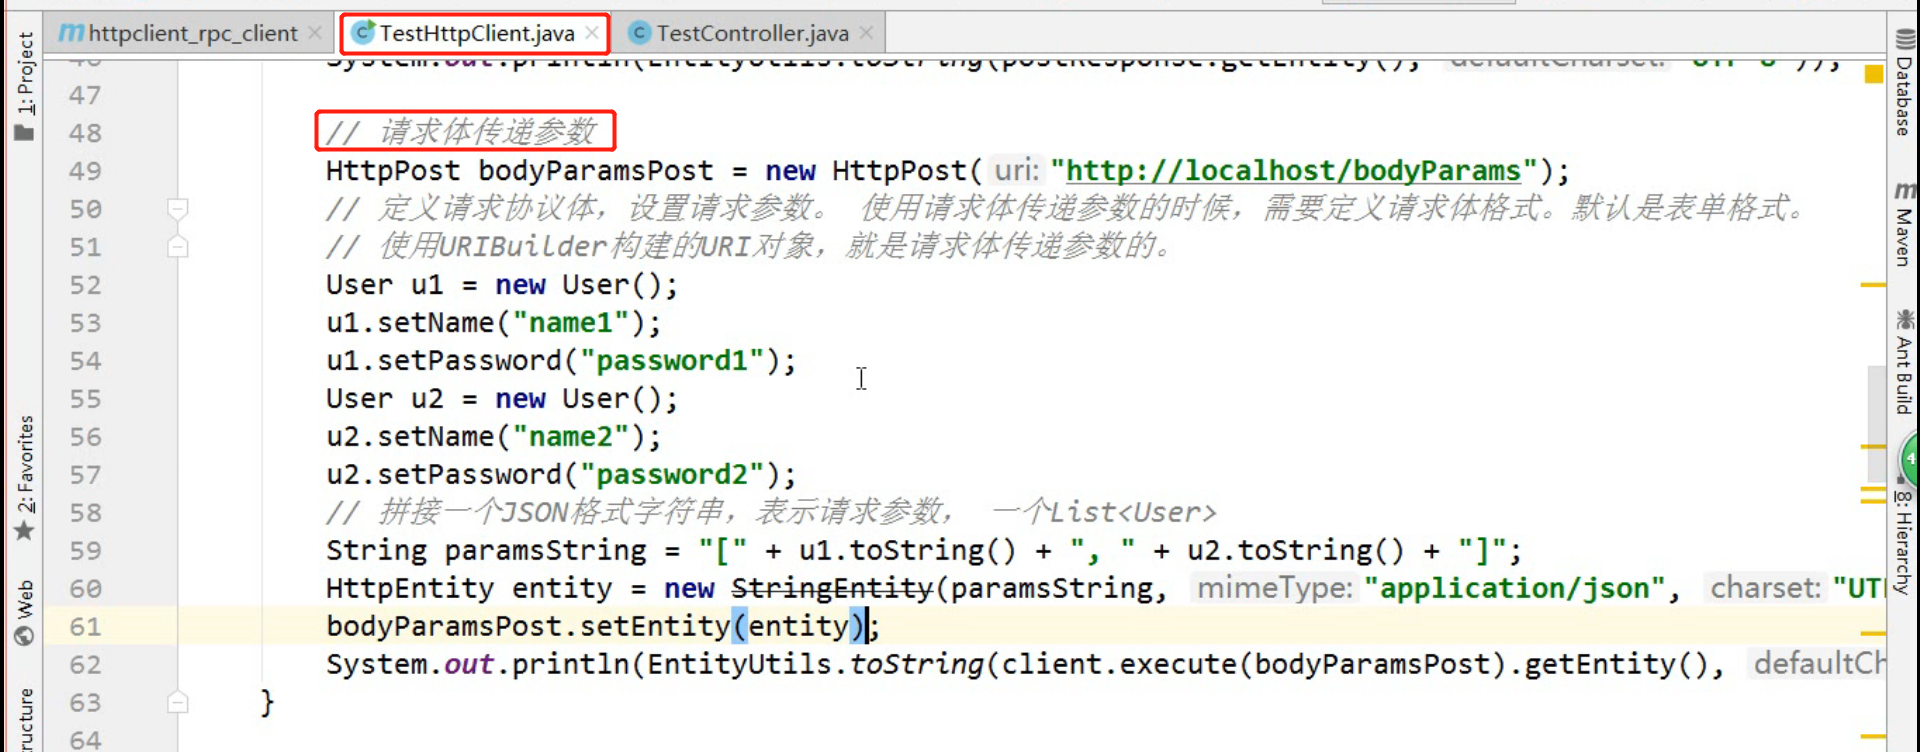 httpclient_rpc_client
TestHttpClient.java
TestController.java
1: Project
2: Favorites
Web
Database
Maven
Ant Build
8: Hierarchy
46 System.out.println(EntityUtils.toString(postResponse.getEntity(), defaultCharset: "UTF-8"));
47
48 // 请求体传递参数
49 HttpPost bodyParamsPost = new HttpPost( uri: "http://localhost/bodyParams");
50 // 定义请求协议体，设置请求参数。 使用请求体传递参数的时候，需要定义请求体格式。默认是表单格式。
51 // 使用URIBuilder构建的URI对象，就是请求体传递参数的。
52 User u1 = new User();
53 u1.setName("name1");
54 u1.setPassword("password1");
55 User u2 = new User();
56 u2.setName("name2");
57 u2.setPassword("password2");
58 // 拼接一个JSON格式字符串，表示请求参数， 一个List<User>
59 String paramsString = "[" + u1.toString() + ", " + u2.toString() + "]";
60 HttpEntity entity = new StringEntity(paramsString, mimeType: "application/json", charset: "UT
61 bodyParamsPost.setEntity(entity);
62 System.out.println(EntityUtils.toString(client.execute(bodyParamsPost).getEntity(), defaultCh
63 }
64